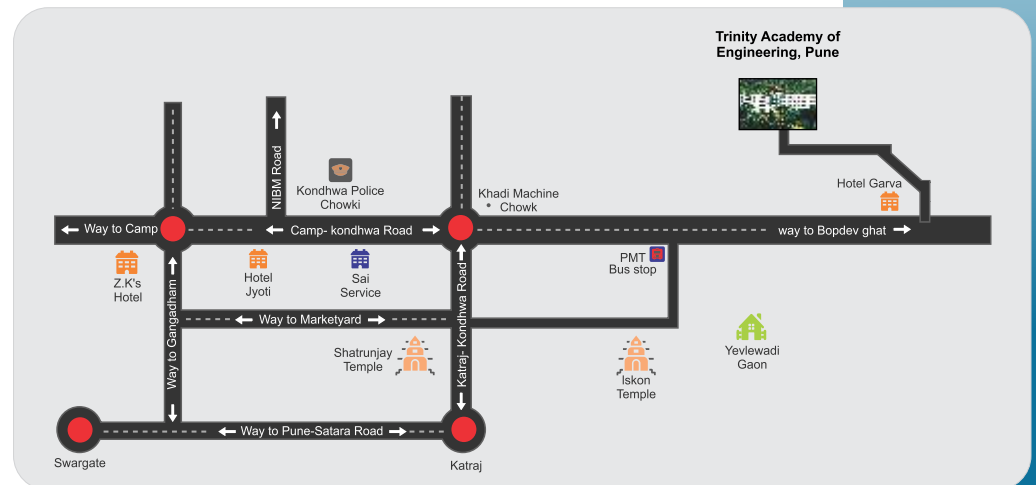 Trinity Academy of
Engineering, Pune
NIBM Road
Kondhwa Police
Chowki
Khadi Machine
Chowk
Hotel Garva
Way to Camp
Camp- kondhwa Road
way to Bopdev ghat
Z.K's
Hotel
Hotel
Jyoti
Sai
Service
PMT
Bus stop
Way to Gangadham
Katraj- Kondhwa Road
Way to Marketyard
Shatrunjay
Temple
Iskon
Temple
Yevlewadi
Gaon
Way to Pune-Satara Road
Swargate
Katraj